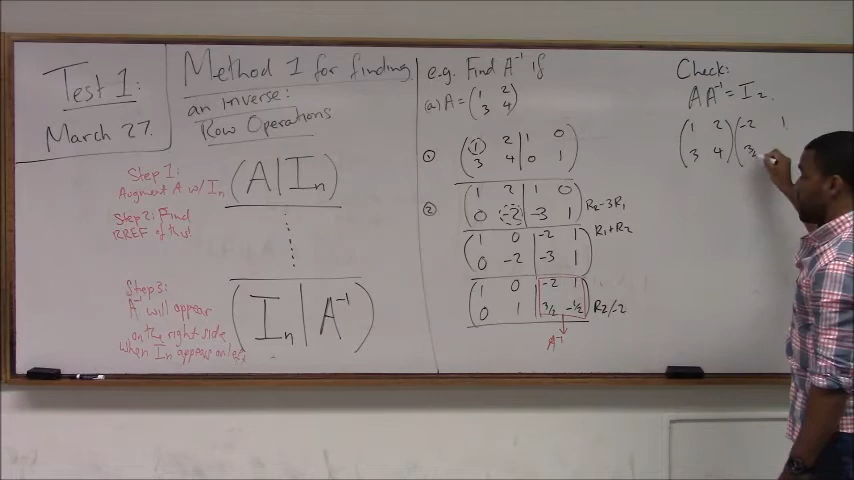 Test 1:
March 27.
Method 1 for finding
an inverse:
Row Operations
Step 1:
Augment A w/ Iₙ
(A | Iₙ)
Step 2: Find
RREF of this!
Step 3:
A⁻¹ will appear
on the right side
when Iₙ appears on left
(Iₙ | A⁻¹)
e.g. Find A⁻¹ if
(a) A = (1 2
3 4)
① (1 2 | 1 0
3 4 | 0 1)
② (1 2 | 1 0
0 -2 | -3 1) R₂-3R₁
(1 0 | -2 1 R₁+R₂
0 -2 | -3 1)
(1 0 | -2 1
0 1 | 3/2 -1/2) R₂/-2
A⁻¹
Check:
AA⁻¹ = I₂.
(1 2)(-2 1
3 4 3/2